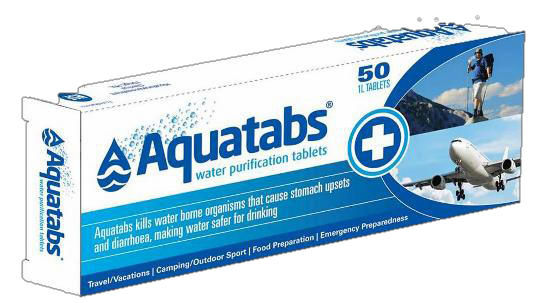 Aquatabs
50
1L TABLETS
Aquatabs®
water purification tablets
Aquatabs kills water borne organisms that cause stomach upsets
and diarrhoea, making water safer for drinking
Travel/Vacations | Camping/Outdoor Sport | Food Preparation | Emergency Preparedness
Aquatabs®
water purification tablets